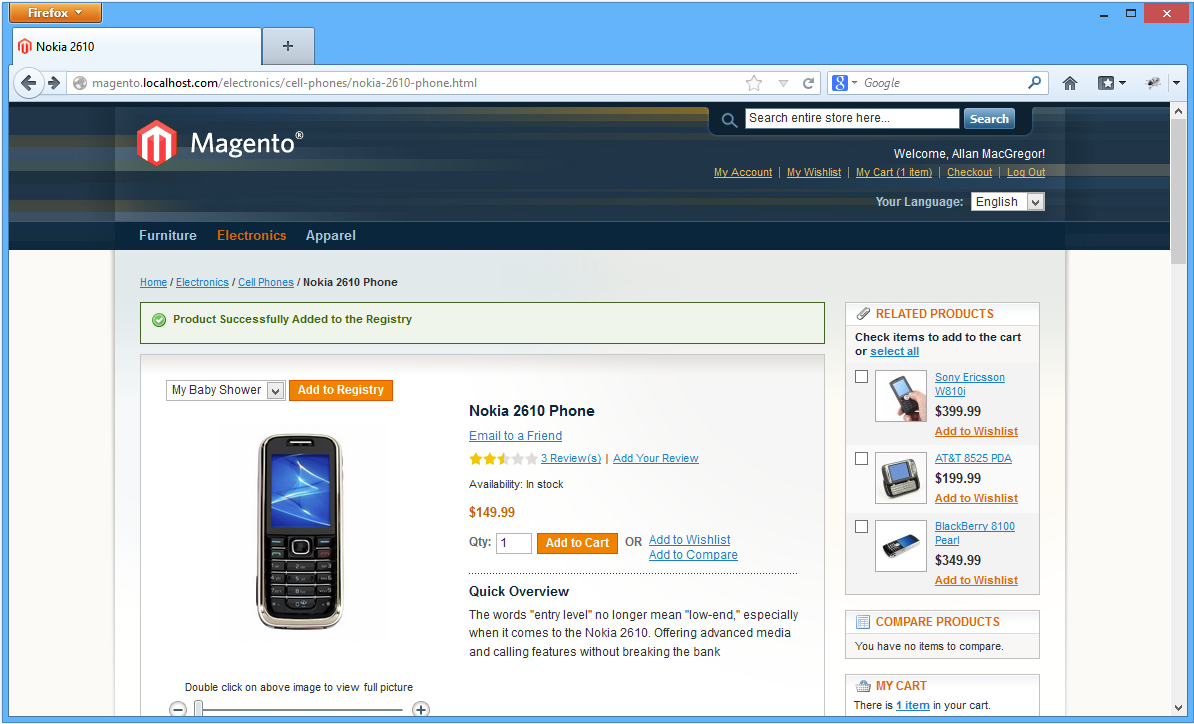 Firefox
Nokia 2610
magento.localhost.com/electronics/cell-phones/nokia-2610-phone.html
Google
Magento®
Search entire store here...
Search
Welcome, Allan MacGregor!
My Account | My Wishlist | My Cart (1 item) | Checkout | Log Out
Your Language: English
Furniture Electronics Apparel
Home / Electronics / Cell Phones / Nokia 2610 Phone
Product Successfully Added to the Registry
My Baby Shower Add to Registry
Nokia 2610 Phone
Email to a Friend
3 Review(s) | Add Your Review
Availability: In stock
$149.99
Qty: 1 Add to Cart OR Add to Wishlist
Add to Compare
Quick Overview
The words "entry level" no longer mean "low-end," especially
when it comes to the Nokia 2610. Offering advanced media
and calling features without breaking the bank
Double click on above image to view full picture
RELATED PRODUCTS
Check items to add to the cart
or select all
Sony Ericsson
W810i
$399.99
Add to Wishlist
AT&T 8525 PDA
$199.99
Add to Wishlist
BlackBerry 8100
Pearl
$349.99
Add to Wishlist
COMPARE PRODUCTS
You have no items to compare.
MY CART
There is 1 item in your cart.